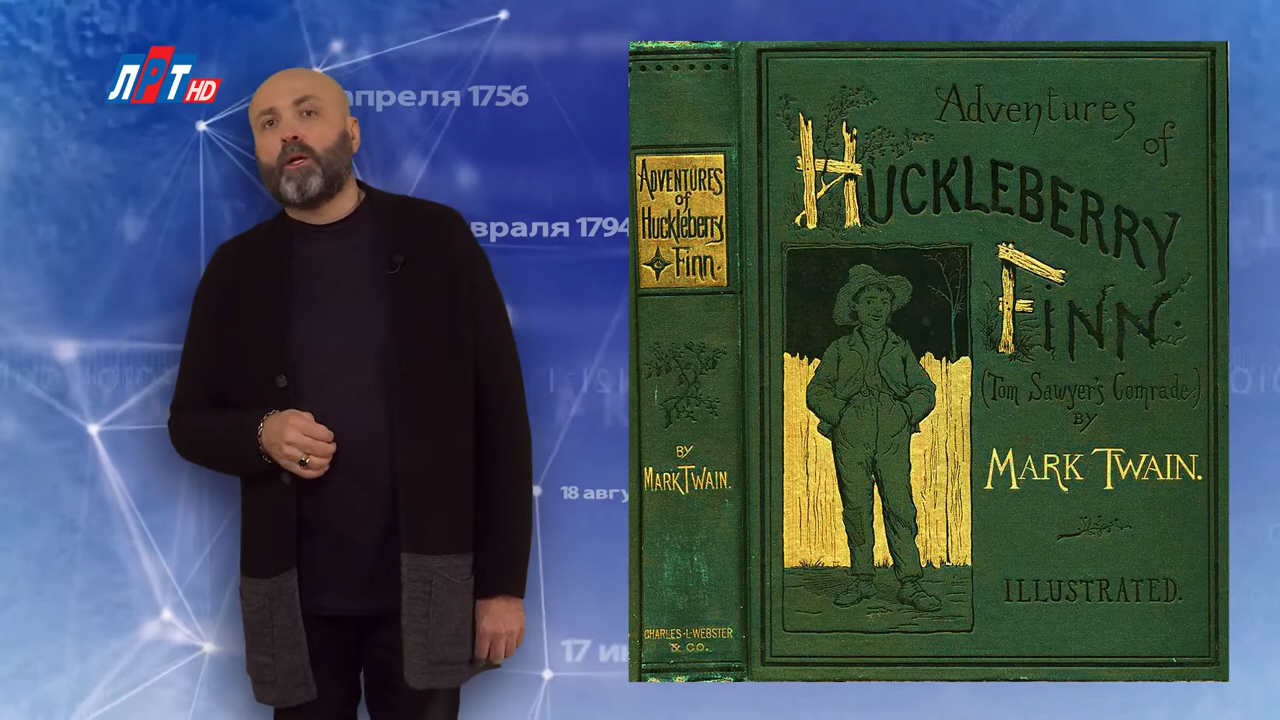 ЛРТ HD
апреля 1756
враля 1794
18 авгу
17 ию
Adventures
of
Huckleberry
Finn.
BY
MARK TWAIN.
CHARLES·L·WEBSTER
& CO.
Adventures
of
HUCKLEBERRY
FINN.
(Tom Sawyer's Comrade.)
BY
MARK TWAIN.
ILLUSTRATED.